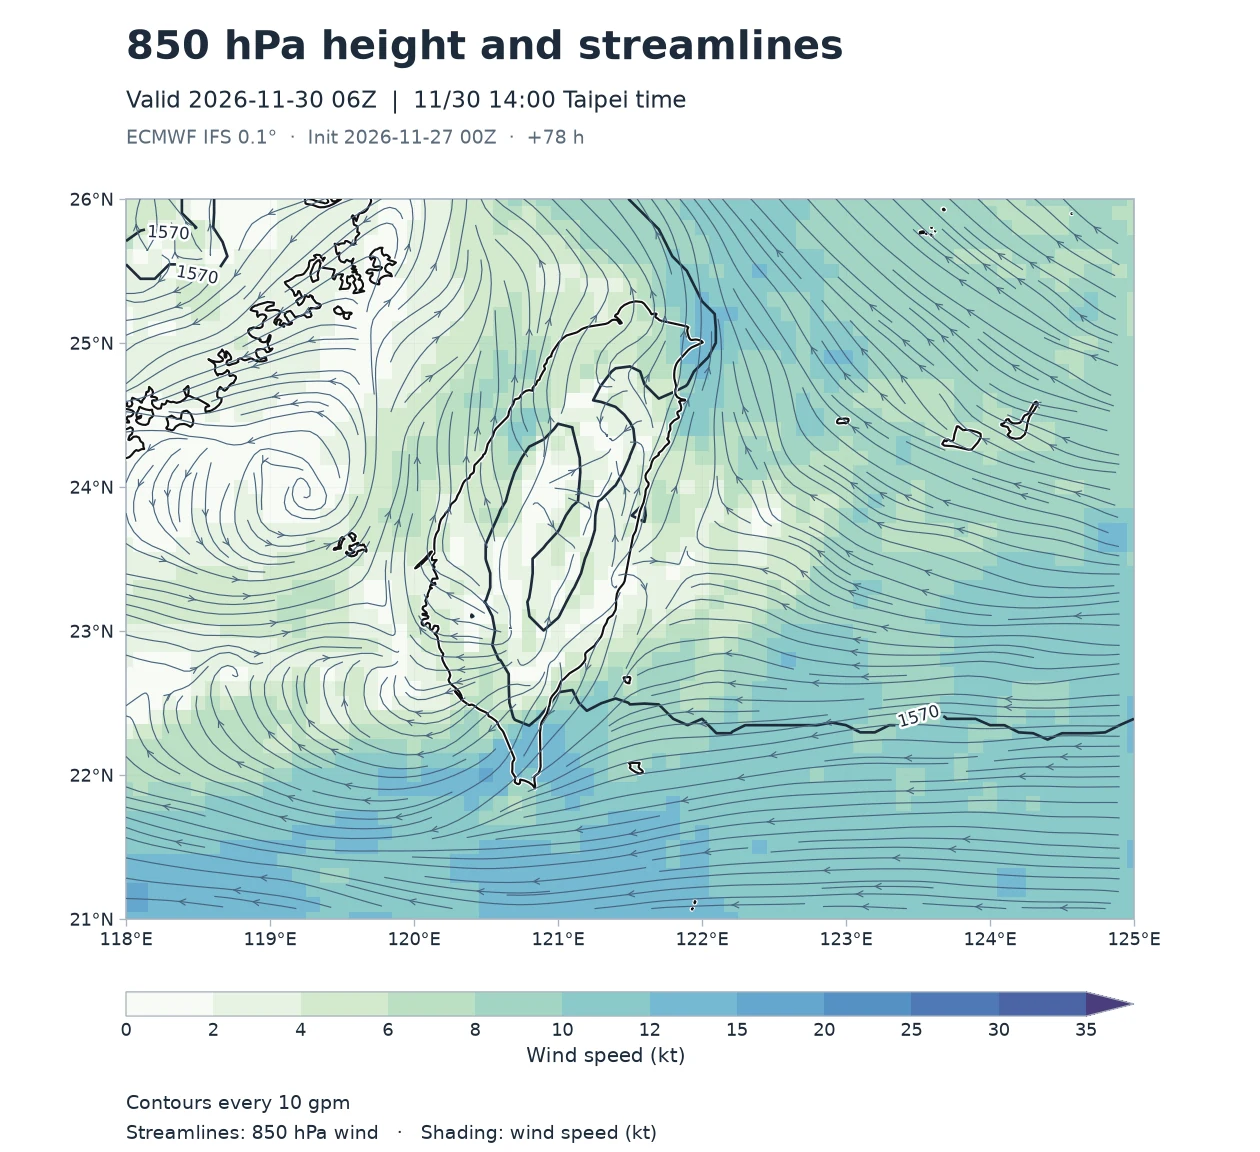 850 hPa height and streamlines
Valid 2026-11-30 06Z | 11/30 14:00 Taipei time
ECMWF IFS 0.1° · Init 2026-11-27 00Z · +78 h
26°N
1570
1570
25°N
24°N
23°N
1570
22°N
21°N
118°E 119°E 120°E 121°E 122°E 123°E 124°E 125°E
0 2 4 6 8 10 12 15 20 25 30 35
Wind speed (kt)
Contours every 10 gpm
Streamlines: 850 hPa wind · Shading: wind speed (kt)